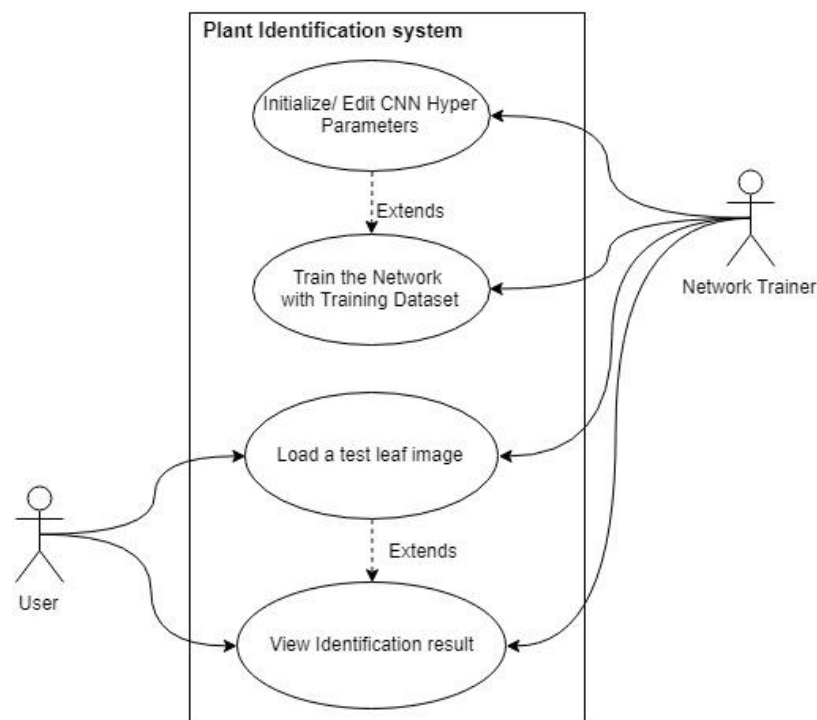 Plant Identification system
Initialize/ Edit CNN Hyper
Parameters
Extends
Train the Network
with Training Dataset
Network Trainer
Load a test leaf image
Extends
User
View Identification result